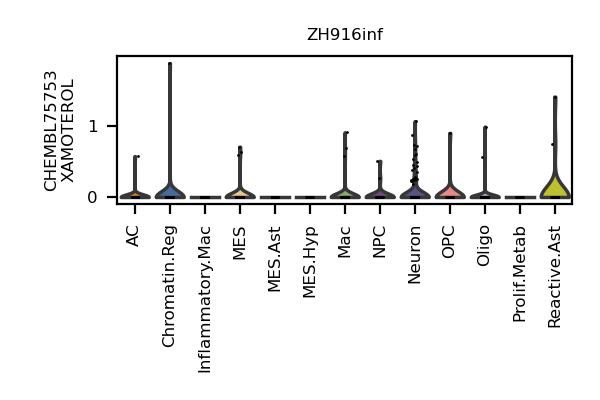 ZH916inf
CHEMBL75753
XAMOTEROL
1
0
AC
Chromatin.Reg
Inflammatory.Mac
MES
MES.Ast
MES.Hyp
Mac
NPC
Neuron
OPC
Oligo
Prolif.Metab
Reactive.Ast